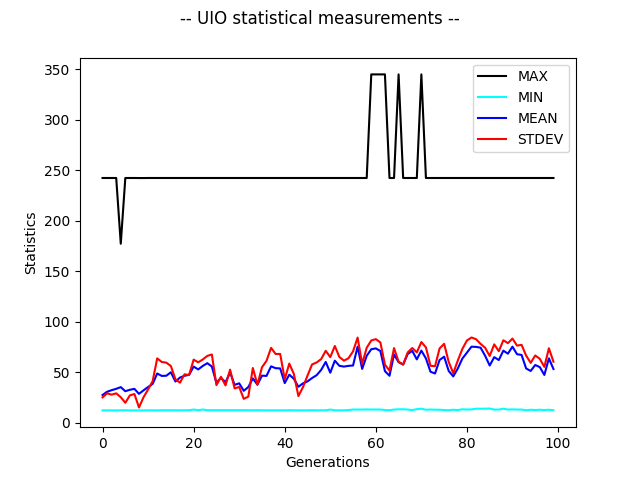 -- UIO statistical measurements --
350
300
250
200
150
100
50
0
Statistics
MAX
MIN
MEAN
STDEV
0
20
40
60
80
100
Generations